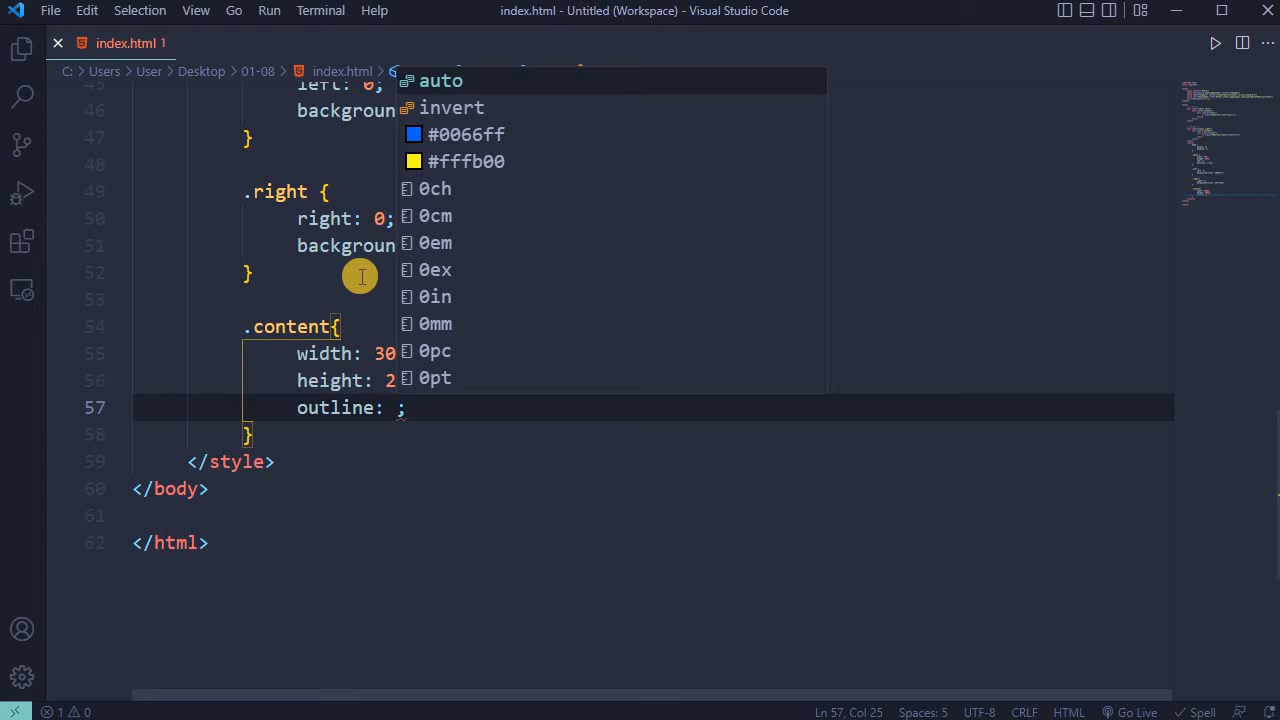 File Edit Selection View Go Run Terminal Help
index.html - Untitled (Workspace) - Visual Studio Code
index.html 1
C: > Users > User > Desktop > 01-08 > index.html >
45 left: 0;
46 backgroun
47 }
48
49 .right {
50 right: 0;
51 backgroun
52 }
53
54 .content{
55 width: 30
56 height: 2
57 outline: ;
58 }
59 </style>
60 </body>
61
62 </html>
auto
invert
#0066ff
#fffb00
0ch
0cm
0em
0ex
0in
0mm
0pc
0pt
1 0
Ln 57, Col 25 Spaces: 5 UTF-8 CRLF HTML Go Live Spell